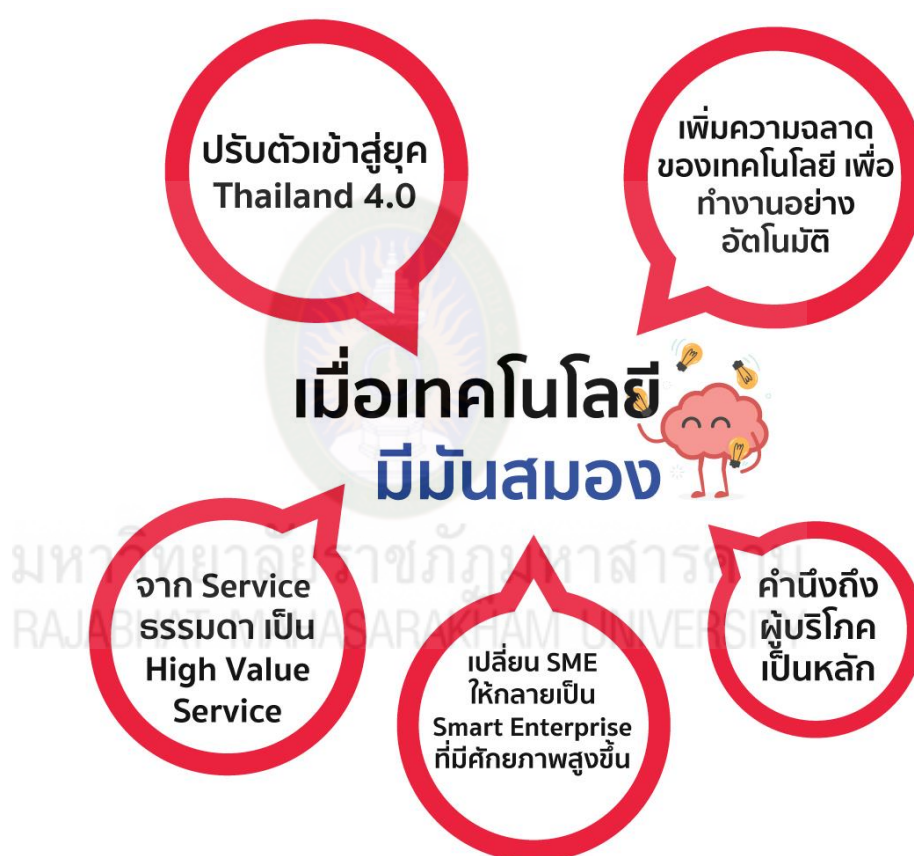 ปรับตัวเข้าสู่ยุค
Thailand 4.0
เพิ่มความฉลาด
ของเทคโนโลยี เพื่อ
ทำงานอย่าง
อัตโนมัติ
เมื่อเทคโนโลยี
มีมันสมอง
จาก Service
ธรรมดา เป็น
High Value
Service
เปลี่ยน SME
ให้กลายเป็น
Smart Enterprise
ที่มีศักยภาพสูงขึ้น
คำนึงถึง
ผู้บริโภค
เป็นหลัก
มหาวิทยาลัยราชภัฏมหาสารคาม
RAJABHAT MAHASARAKHAM UNIVERSITY